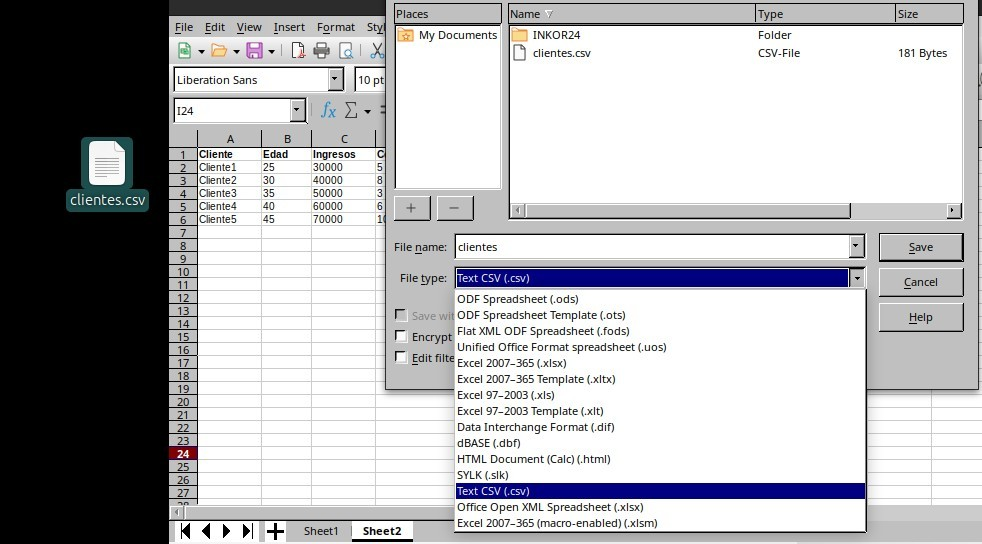 clientes.csv
File Edit View Insert Format
Liberation Sans
10 pt
I24
A B C
1 Cliente Edad Ingresos
2 Cliente1 25 30000 5
3 Cliente2 30 40000 8
4 Cliente3 35 50000 3
5 Cliente4 40 60000 6
6 Cliente5 45 70000 10
7
8
9
10
11
12
13
14
15
16
17
18
19
20
21
22
23
24
25
26
27
28
Sheet1 Sheet2
Places
My Documents
Name Type Size
INKOR24 Folder
clientes.csv CSV-File 181 Bytes
File name: clientes
Save
File type: Text CSV (.csv)
Cancel
Help
Encrypt
ODF Spreadsheet (.ods)
ODF Spreadsheet Template (.ots)
Flat XML ODF Spreadsheet (.fods)
Unified Office Format spreadsheet (.uos)
Excel 2007–365 (.xlsx)
Excel 2007–365 Template (.xltx)
Excel 97–2003 (.xls)
Excel 97–2003 Template (.xlt)
Data Interchange Format (.dif)
dBASE (.dbf)
HTML Document (Calc) (.html)
SYLK (.slk)
Text CSV (.csv)
Office Open XML Spreadsheet (.xlsx)
Excel 2007–365 (macro-enabled) (.xlsm)